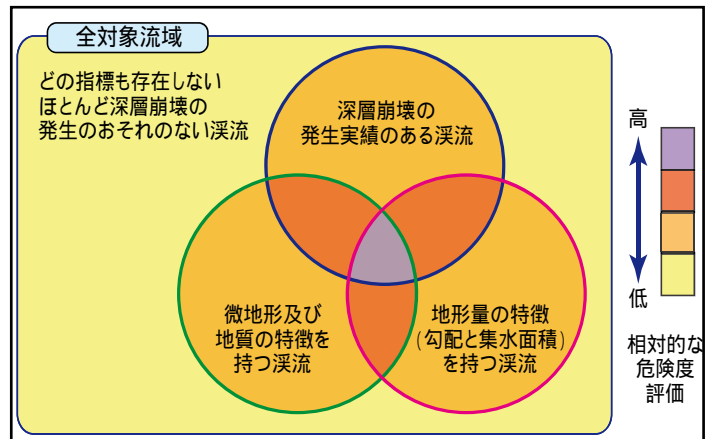 全対象流域
どの指標も存在しない
ほとんど深層崩壊の
発生のおそれのない渓流
深層崩壊の
発生実績のある渓流
微地形及び
地質の特徴を
持つ渓流
地形量の特徴
(勾配と集水面積)
を持つ渓流
高
低
相対的な
危険度
評価